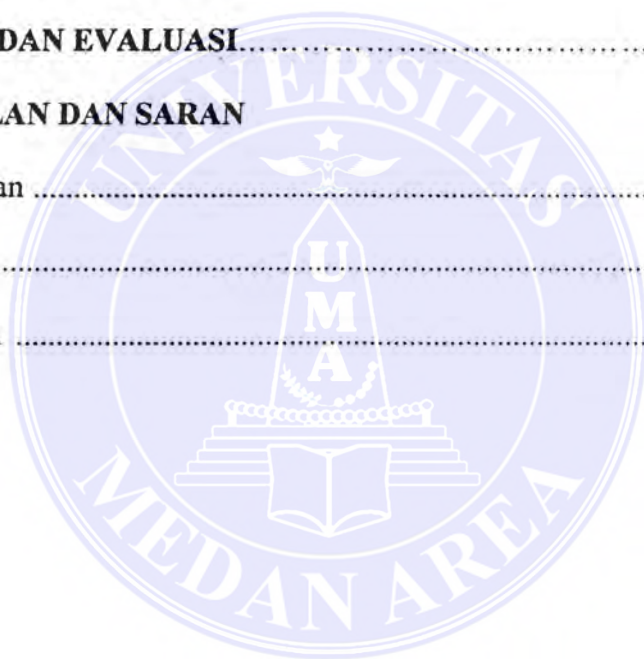 DAN EVALUASI......................................................
LAN DAN SARAN
an ..............................................................................
..............................................................................
..............................................................................
UNIVERSITAS
U
M
A
MEDAN AREA